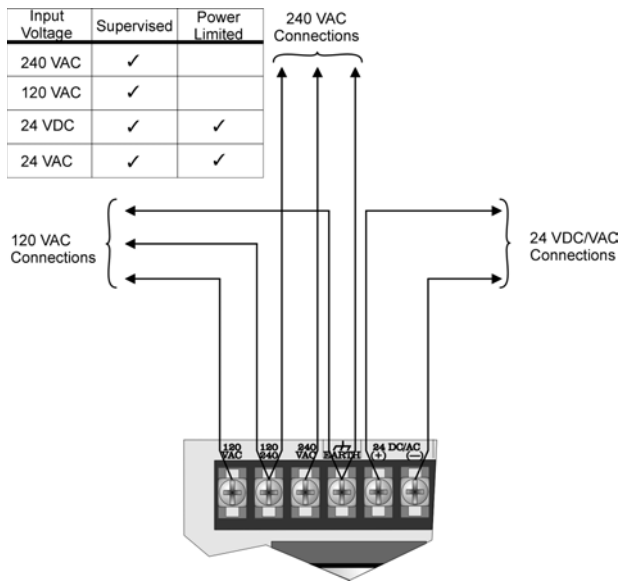 Input Voltage Supervised Power Limited
240 VAC ✓
120 VAC ✓
24 VDC ✓ ✓
24 VAC ✓ ✓
240 VAC
Connections
120 VAC
Connections
24 VDC/VAC
Connections
120 VAC
120 240
240 VAC
EARTH
24 DC/AC
(+) (—)